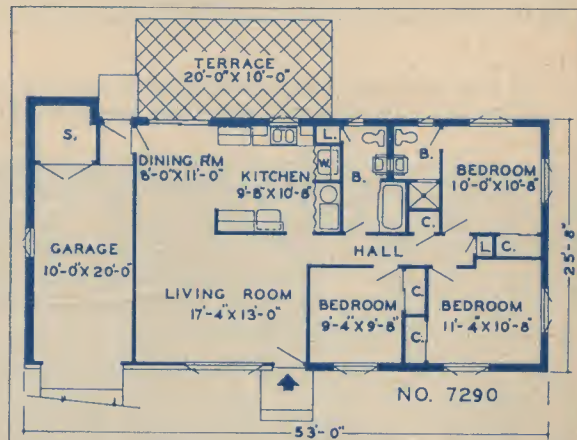 TERRACE
20'-0" X 10'-0"
S.
DINING R'M
8'-0" X 11'-0"
KITCHEN
9'-8" X 10'-8"
L.
W.
B.
B.
C.
BEDROOM
10'-0" X 10'-8"
GARAGE
10'-0" X 20'-0"
HALL
L.
C.
25'-8"
LIVING ROOM
17'-4" X 13'-0"
BEDROOM
9'-4" X 9'-8"
C.
C.
BEDROOM
11'-4" X 10'-8"
NO. 7290
53'-0"